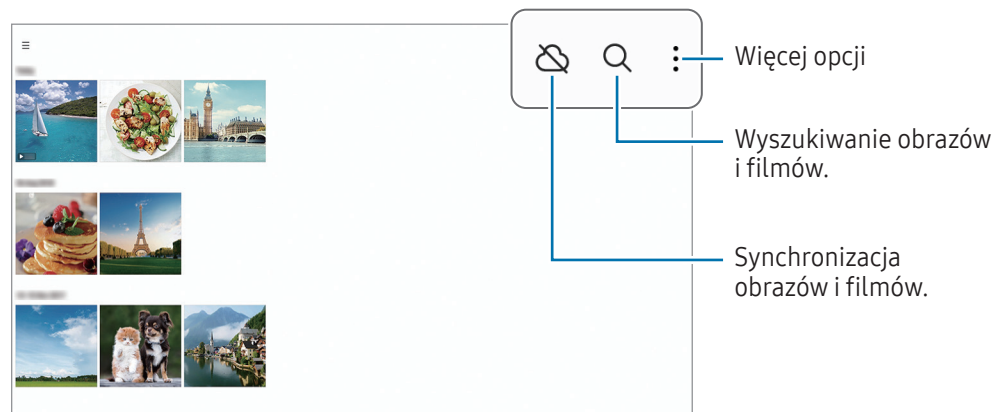 Więcej opcji
Wyszukiwanie obrazów
i filmów.
Synchronizacja
obrazów i filmów.